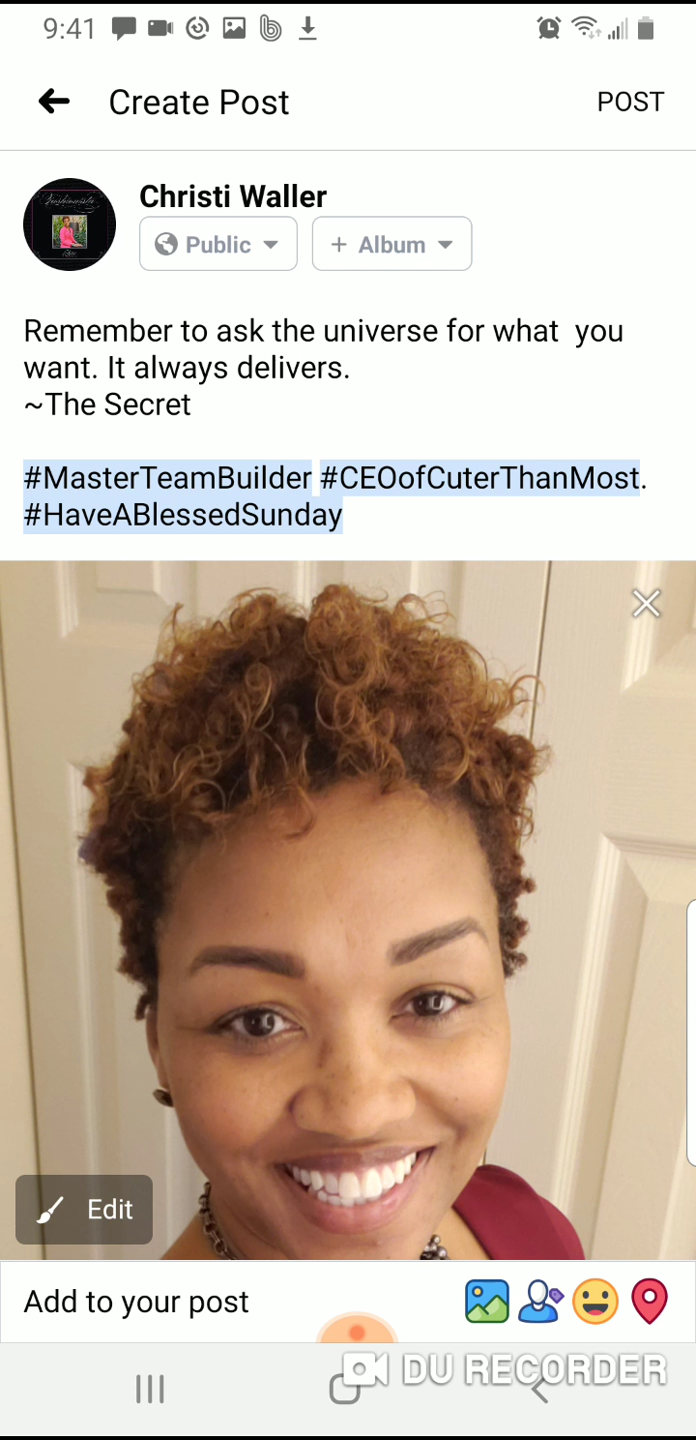 9:41
Create Post
POST
Christi Waller
Public
+ Album
Remember to ask the universe for what  you
want. It always delivers.
~The Secret
#MasterTeamBuilder #CEOofCuterThanMost.
#HaveABlessedSunday
Edit
Add to your post
DU RECORDER